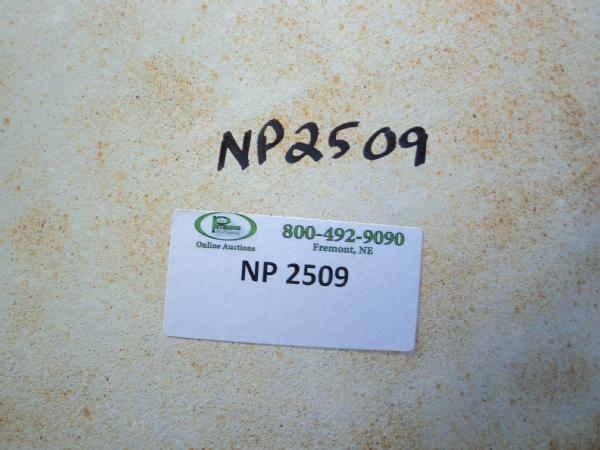 NP2509
800-492-9090
Online Auctions
Fremont, NE
NP 2509